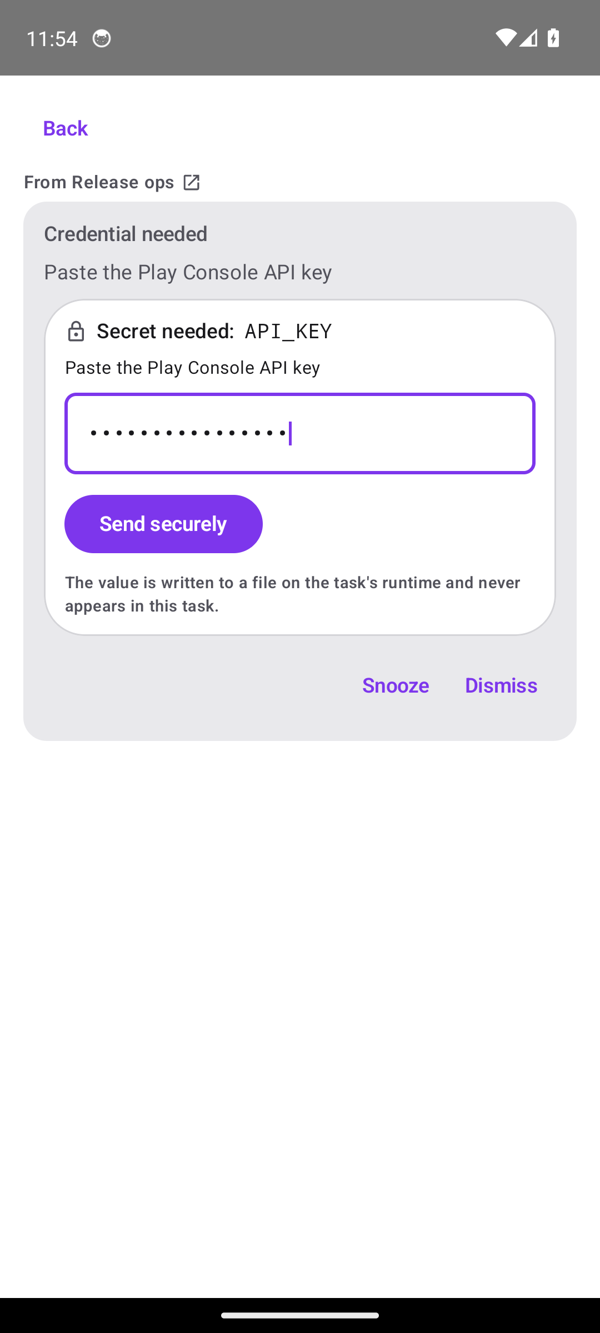 11:54
Back
From Release ops
Credential needed
Paste the Play Console API key
Secret needed: API_KEY
Paste the Play Console API key
••••••••••••••••
Send securely
The value is written to a file on the task's runtime and never
appears in this task.
Snooze Dismiss